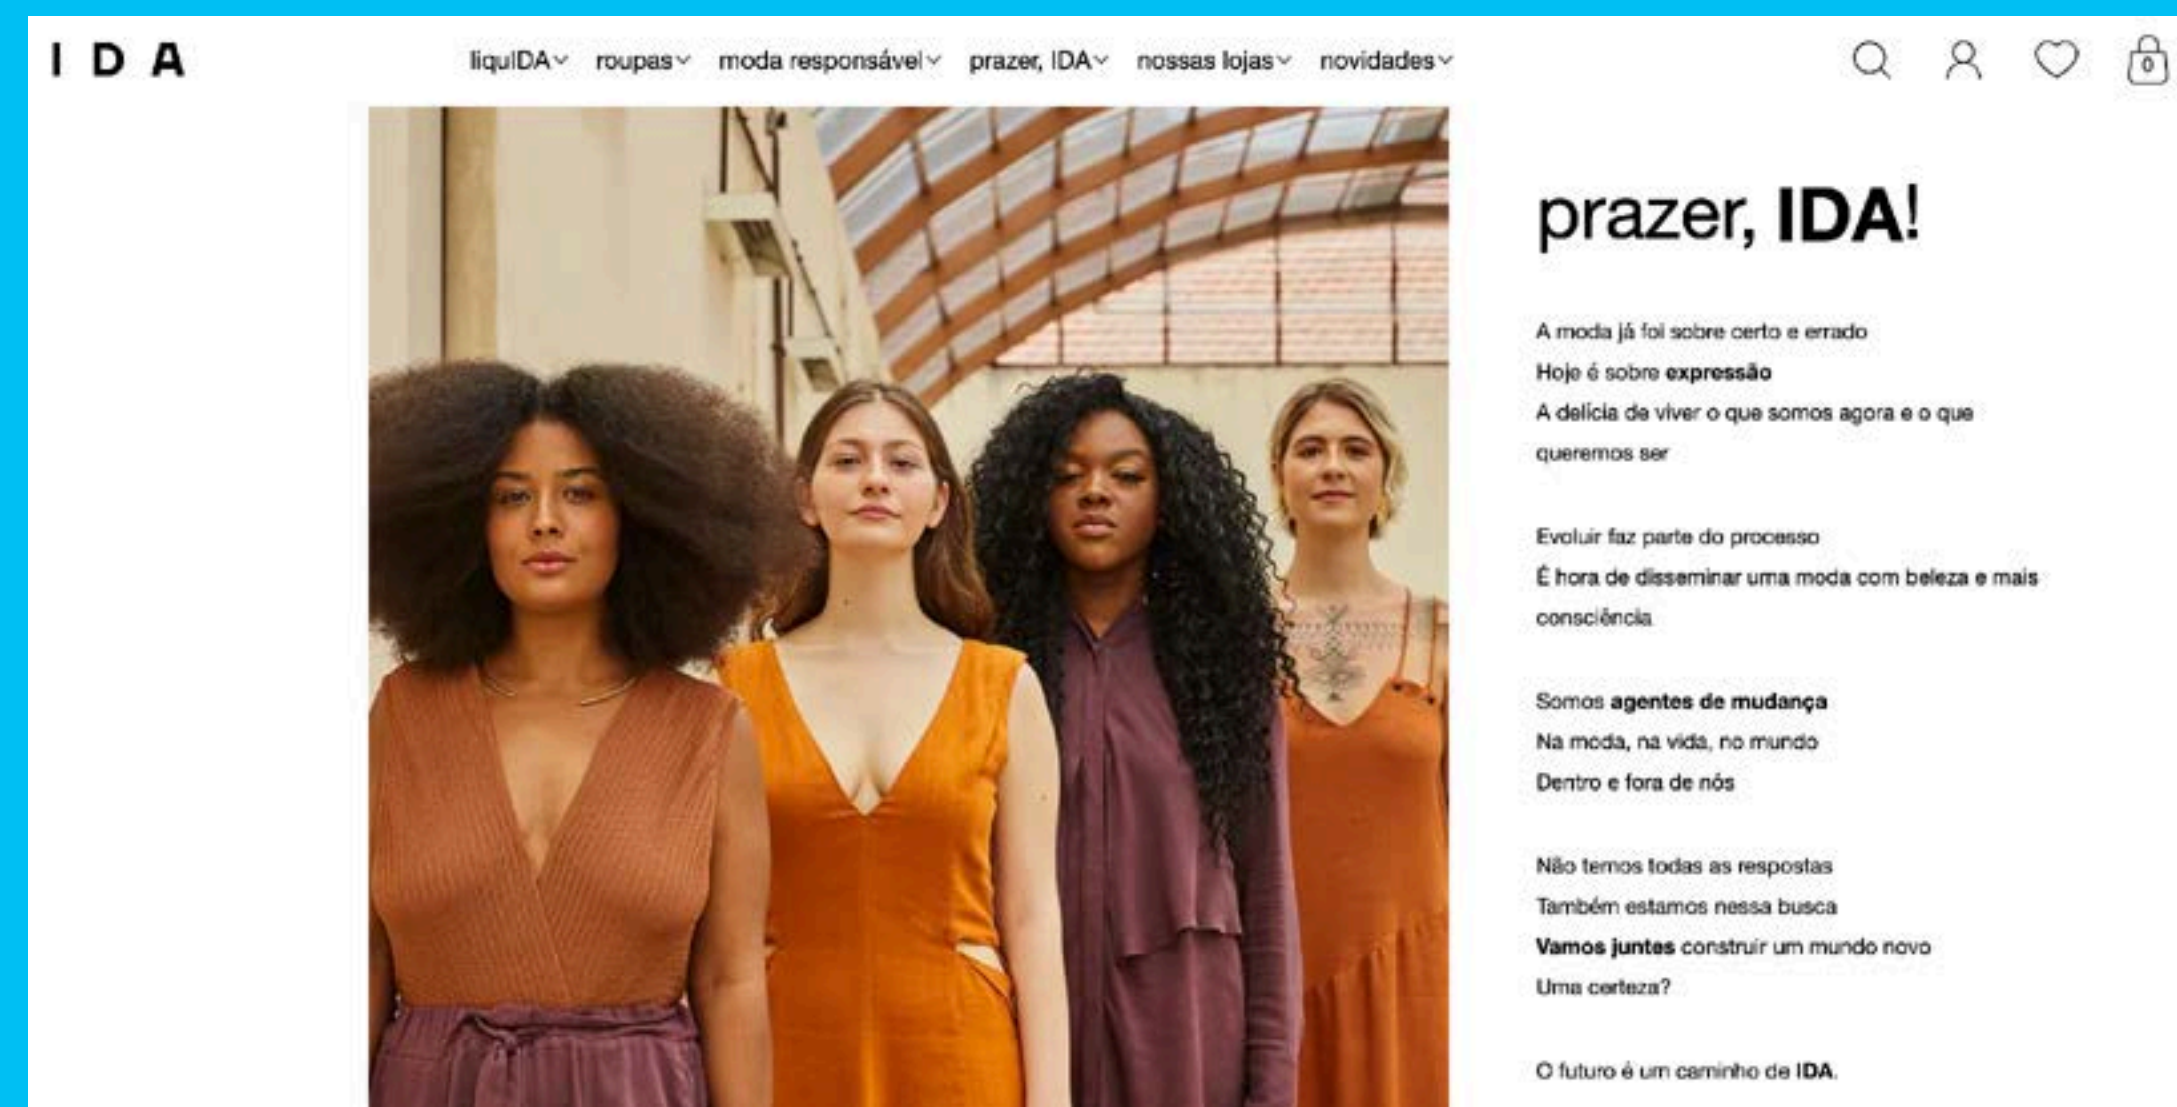 I D A
liquIDA roupas moda responsável prazer, IDA nossas lojas novidades
0
prazer, IDA!
A moda já foi sobre certo e errado
Hoje é sobre expressão
A delícia de viver o que somos agora e o que
queremos ser
Evoluir faz parte do processo
É hora de disseminar uma moda com beleza e mais
consciência
Somos agentes de mudança
Na moda, na vida, no mundo
Dentro e fora de nós
Não temos todas as respostas
Também estamos nessa busca
Vamos juntes construir um mundo novo
Uma certeza?
O futuro é um caminho de IDA.